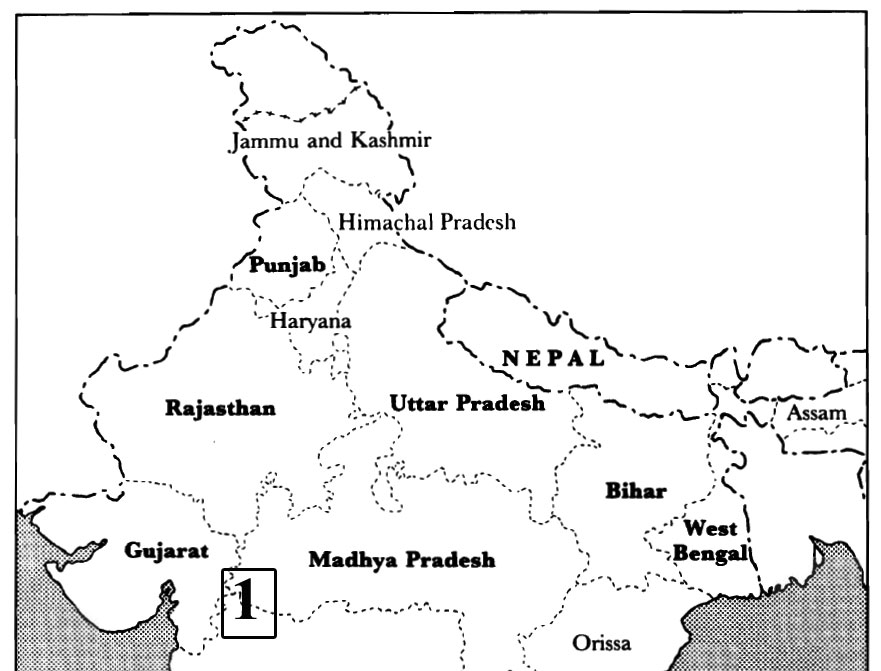 Jammu and Kashmir
Himachal Pradesh
Punjab
Haryana
NEPAL
Rajasthan
Uttar Pradesh
Assam
Bihar
West
Bengal
Gujarat
Madhya Pradesh
1
Orissa